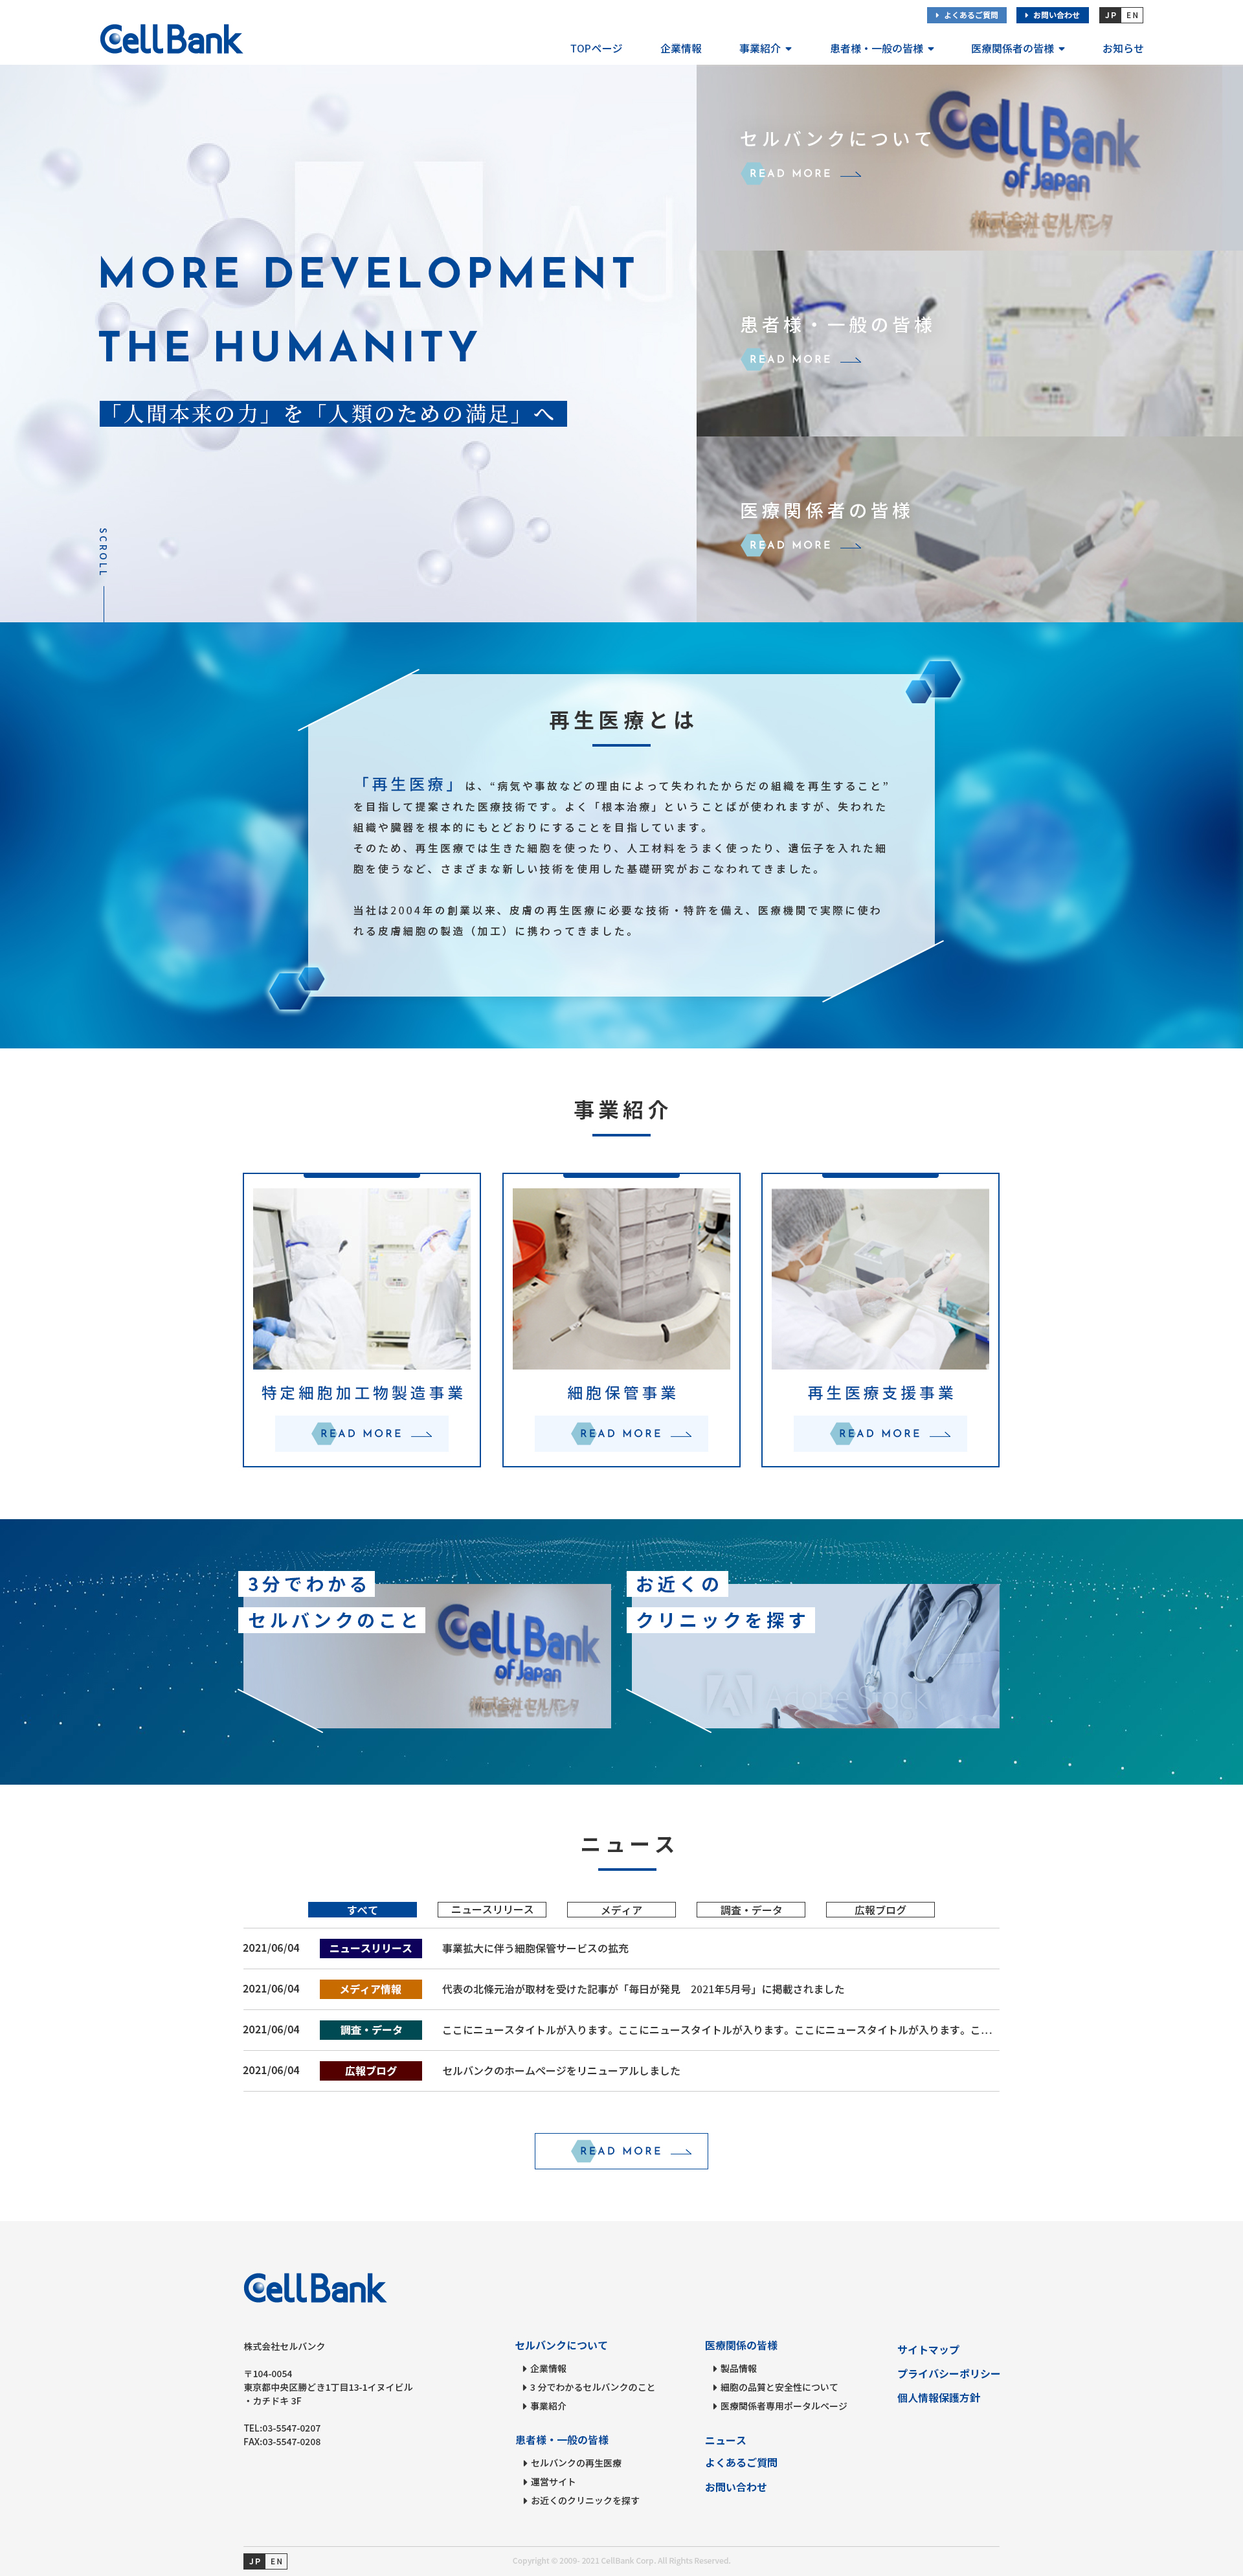 よくあるご質問
お問い合わせ
JP EN
CellBank
TOPページ 企業情報 事業紹介 患者様・一般の皆様 医療関係者の皆様 お知らせ
MORE DEVELOPMENT
THE HUMANITY
「人間本来の力」を「人類のための満足」へ
SCROLL
セルバンクについて
READ MORE
CellBank
of Japan
株式会社 セルバンク
患者様・一般の皆様
READ MORE
医療関係者の皆様
READ MORE
再生医療とは
「再生医療」は、“病気や事故などの理由によって失われたからだの組織を再生すること”
を目指して提案された医療技術です。よく「根本治療」ということばが使われますが、失われた
組織や臓器を根本的にもとどおりにすることを目指しています。
そのため、再生医療では生きた細胞を使ったり、人工材料をうまく使ったり、遺伝子を入れた細
胞を使うなど、さまざまな新しい技術を使用した基礎研究がおこなわれてきました。
当社は2004年の創業以来、皮膚の再生医療に必要な技術・特許を備え、医療機関で実際に使わ
れる皮膚細胞の製造（加工）に携わってきました。
事業紹介
特定細胞加工物製造事業
READ MORE
細胞保管事業
READ MORE
再生医療支援事業
READ MORE
3分でわかる
セルバンクのこと
CellBank
of Japan
株式会社 セルバンク
お近くの
クリニックを探す
Adobe Stock
ニュース
すべて ニュースリリース メディア 調査・データ 広報ブログ
2021/06/04 ニュースリリース 事業拡大に伴う細胞保管サービスの拡充
2021/06/04 メディア情報 代表の北條元治が取材を受けた記事が「毎日が発見　2021年5月号」に掲載されました
2021/06/04 調査・データ ここにニュースタイトルが入ります。ここにニュースタイトルが入ります。ここにニュースタイトルが入ります。こ…
2021/06/04 広報ブログ セルバンクのホームページをリニューアルしました
READ MORE
CellBank
株式会社セルバンク
〒104-0054
東京都中央区勝どき1丁目13-1イヌイビル
・カチドキ 3F
TEL:03-5547-0207
FAX:03-5547-0208
セルバンクについて
企業情報
3 分でわかるセルバンクのこと
事業紹介
患者様・一般の皆様
セルバンクの再生医療
運営サイト
お近くのクリニックを探す
医療関係の皆様
製品情報
細胞の品質と安全性について
医療関係者専用ポータルページ
ニュース
よくあるご質問
お問い合わせ
サイトマップ
プライバシーポリシー
個人情報保護方針
JP EN
Copyright © 2009- 2021 CellBank Corp. All Rights Reserved.